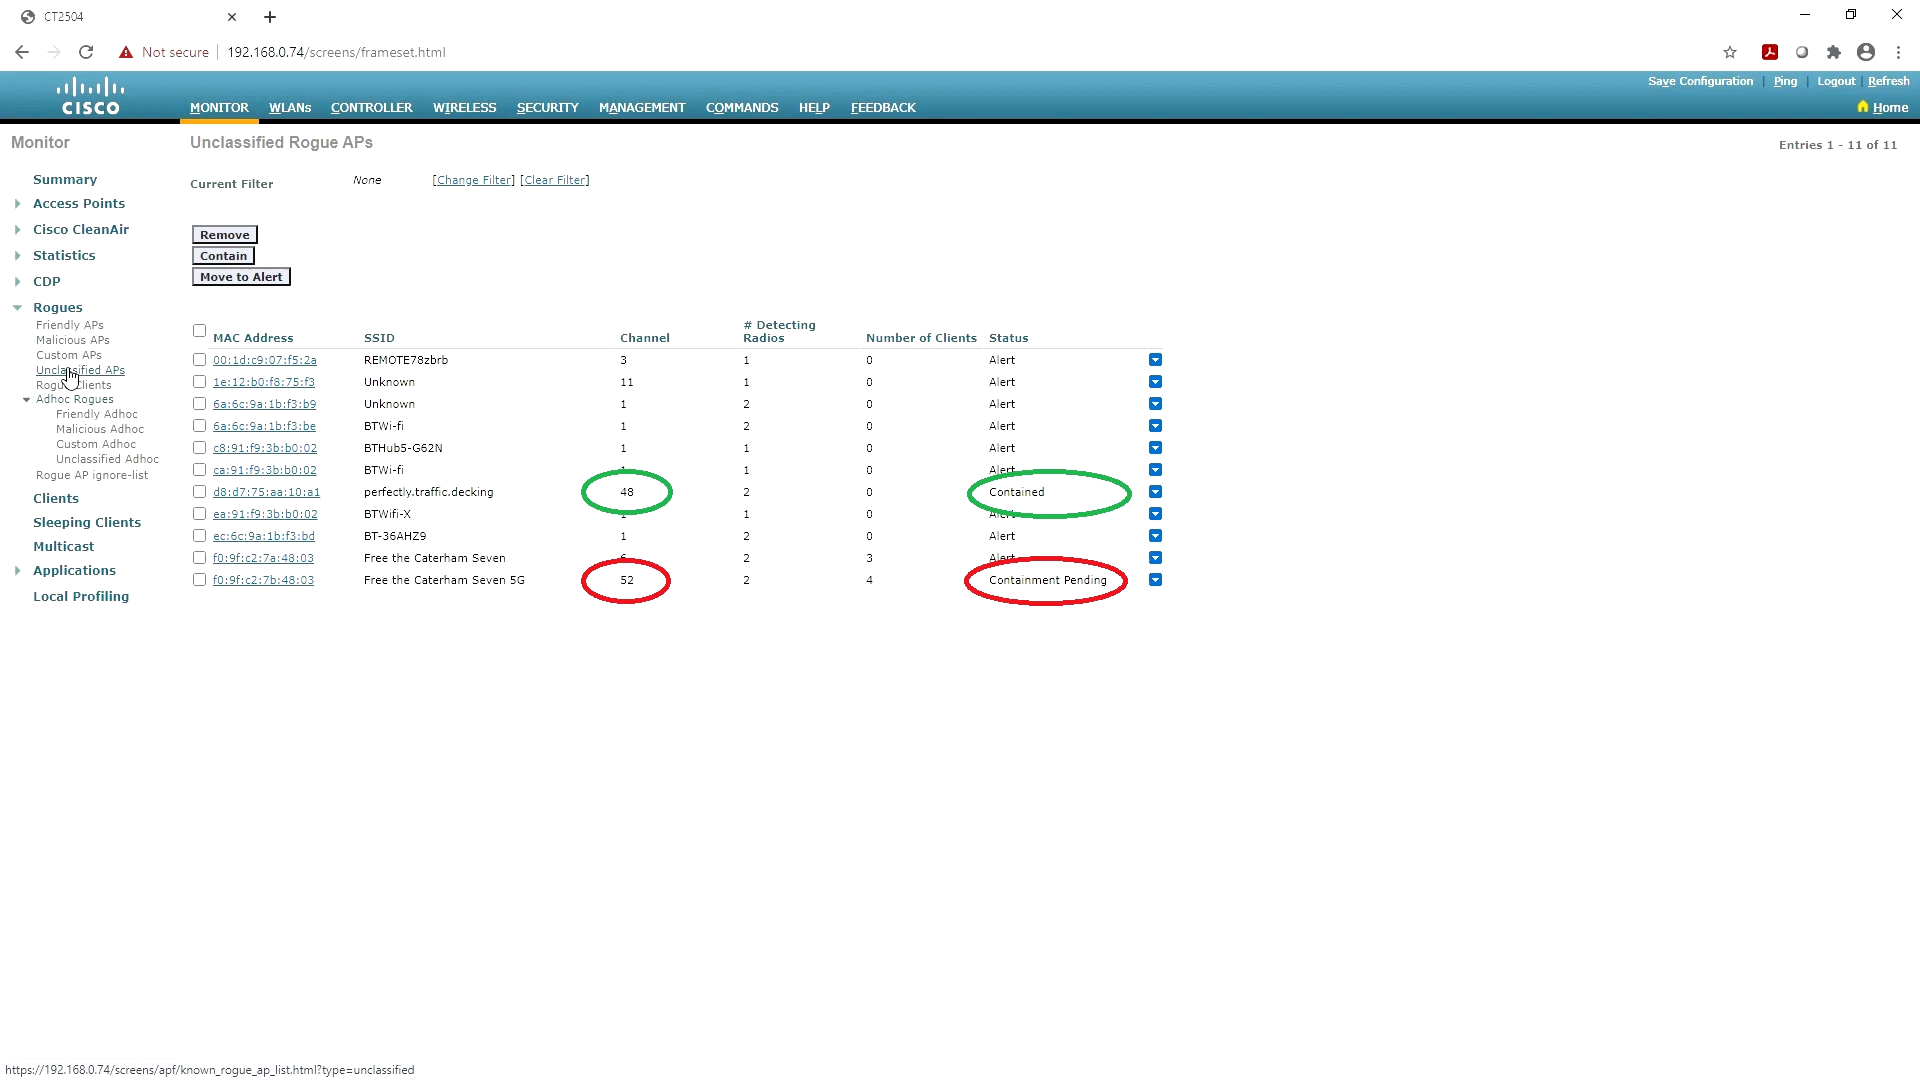 CT2504
Not secure 192.168.0.74/screens/frameset.html
Save Configuration Ping Logout Refresh
CISCO MONITOR WLANs CONTROLLER WIRELESS SECURITY MANAGEMENT COMMANDS HELP FEEDBACK Home
Monitor
Summary
Access Points
Cisco CleanAir
Statistics
CDP
Rogues
Friendly APs
Malicious APs
Custom APs
Unclassified APs
Rogue Clients
Adhoc Rogues
Friendly Adhoc
Malicious Adhoc
Custom Adhoc
Unclassified Adhoc
Rogue AP ignore-list
Clients
Sleeping Clients
Multicast
Applications
Local Profiling
Unclassified Rogue APs
Entries 1 - 11 of 11
Current Filter None [Change Filter] [Clear Filter]
Remove
Contain
Move to Alert
MAC Address SSID Channel # Detecting Radios Number of Clients Status
00:1d:c9:07:f5:2a REMOTE78zbrb 3 1 0 Alert
1e:12:b0:f8:75:f3 Unknown 11 1 0 Alert
6a:6c:9a:1b:f3:b9 Unknown 1 2 0 Alert
6a:6c:9a:1b:f3:be BTWi-fi 1 2 0 Alert
c8:91:f9:3b:b0:02 BTHub5-G62N 1 1 0 Alert
ca:91:f9:3b:b0:02 BTWi-fi 1 1 0 Alert
d8:d7:75:aa:10:a1 perfectly.traffic.decking 48 2 0 Contained
ea:91:f9:3b:b0:02 BTWifi-X 1 1 0 Alert
ec:6c:9a:1b:f3:bd BT-36AHZ9 1 2 0 Alert
f0:9f:c2:7a:48:03 Free the Caterham Seven 6 2 3 Alert
f0:9f:c2:7b:48:03 Free the Caterham Seven 5G 52 2 4 Containment Pending
https://192.168.0.74/screens/apf/known_rogue_ap_list.html?type=unclassified